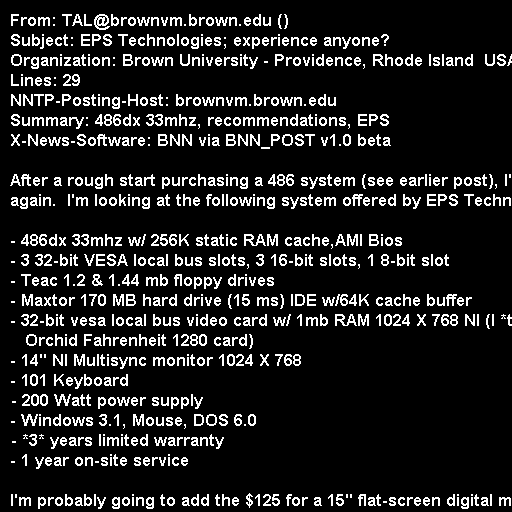 From: TAL@brownvm.brown.edu ()
Subject: EPS Technologies; experience anyone?
Organization: Brown University - Providence, Rhode Island  USA
Lines: 29
NNTP-Posting-Host: brownvm.brown.edu
Summary: 486dx 33mhz, recommendations, EPS
X-News-Software: BNN via BNN_POST v1.0 beta

After a rough start purchasing a 486 system (see earlier post), I'
again.  I'm looking at the following system offered by EPS Techn

- 486dx 33mhz w/ 256K static RAM cache,AMI Bios
- 3 32-bit VESA local bus slots, 3 16-bit slots, 1 8-bit slot
- Teac 1.2 & 1.44 mb floppy drives
- Maxtor 170 MB hard drive (15 ms) IDE w/64K cache buffer
- 32-bit vesa local bus video card w/ 1mb RAM 1024 X 768 NI (I *t
   Orchid Fahrenheit 1280 card)
- 14" NI Multisync monitor 1024 X 768
- 101 Keyboard
- 200 Watt power supply
- Windows 3.1, Mouse, DOS 6.0
- *3* years limited warranty
- 1 year on-site service

I'm probably going to add the $125 for a 15" flat-screen digital m